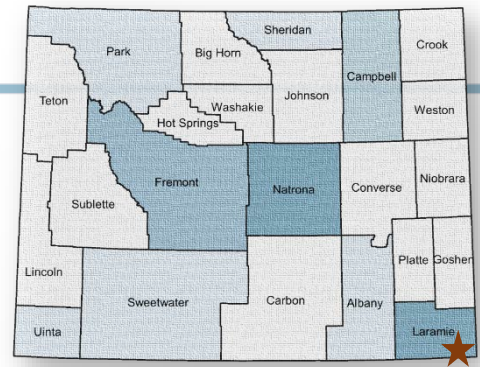 Sheridan
Park
Big Horn
Crook
Campbell
Teton
Johnson
Washakie
Weston
Hot Springs
Fremont
Natrona
Converse
Niobrara
Sublette
Platte
Goshen
Lincoln
Sweetwater
Carbon
Albany
Uinta
Laramie